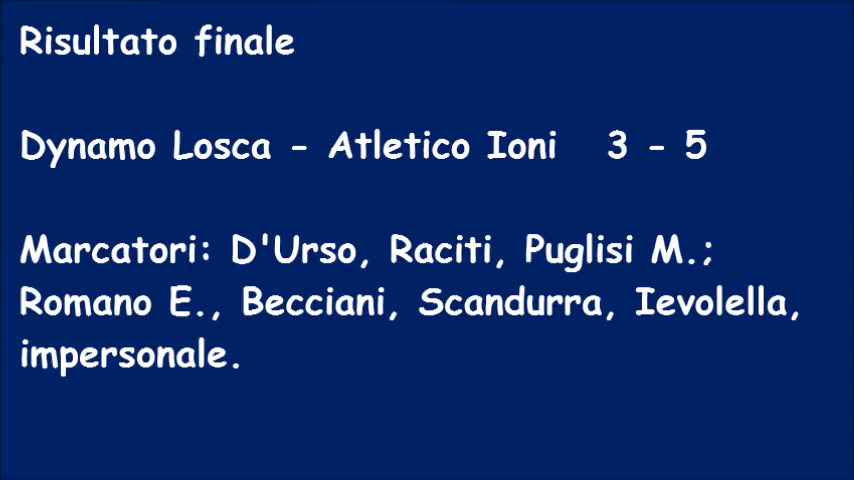 Risultato finale
Dynamo Losca - Atletico Ioni 3 - 5
Marcatori: D'Urso, Raciti, Puglisi M.;
Romano E., Becciani, Scandurra, Ievolella,
impersonale.